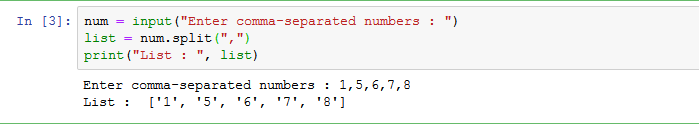 In [3]: num = input("Enter comma-separated numbers : ")
list = num.split(",")
print("List : ", list)
Enter comma-separated numbers : 1,5,6,7,8
List :  ['1', '5', '6', '7', '8']